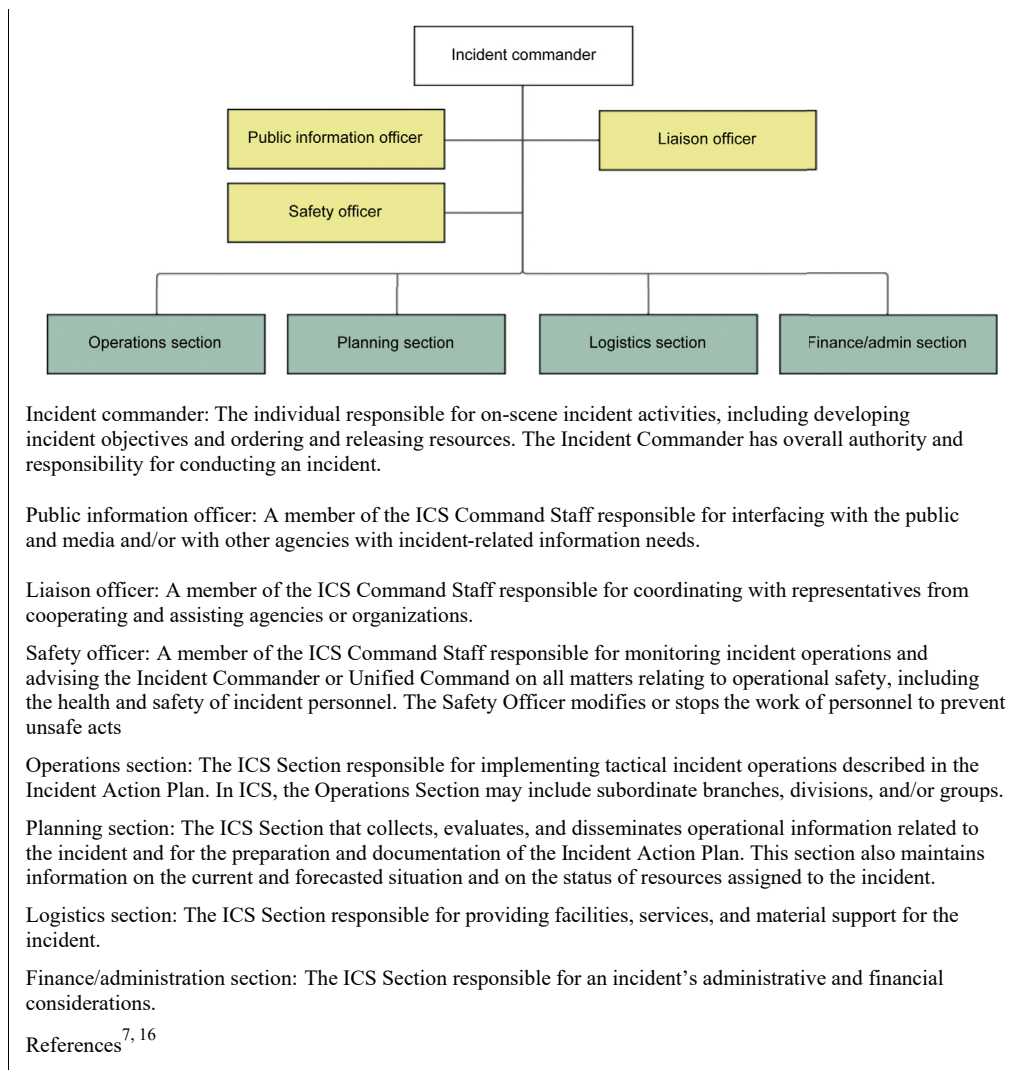 Incident commander
Public information officer
Liaison officer
Safety officer
Operations section
Planning section
Logistics section
Finance/admin section
Incident commander: The individual responsible for on-scene incident activities, including developing
incident objectives and ordering and releasing resources. The Incident Commander has overall authority and
responsibility for conducting an incident.
Public information officer: A member of the ICS Command Staff responsible for interfacing with the public
and media and/or with other agencies with incident-related information needs.
Liaison officer: A member of the ICS Command Staff responsible for coordinating with representatives from
cooperating and assisting agencies or organizations.
Safety officer: A member of the ICS Command Staff responsible for monitoring incident operations and
advising the Incident Commander or Unified Command on all matters relating to operational safety, including
the health and safety of incident personnel. The Safety Officer modifies or stops the work of personnel to prevent
unsafe acts
Operations section: The ICS Section responsible for implementing tactical incident operations described in the
Incident Action Plan. In ICS, the Operations Section may include subordinate branches, divisions, and/or groups.
Planning section: The ICS Section that collects, evaluates, and disseminates operational information related to
the incident and for the preparation and documentation of the Incident Action Plan. This section also maintains
information on the current and forecasted situation and on the status of resources assigned to the incident.
Logistics section: The ICS Section responsible for providing facilities, services, and material support for the
incident.
Finance/administration section: The ICS Section responsible for an incident’s administrative and financial
considerations.
References7, 16